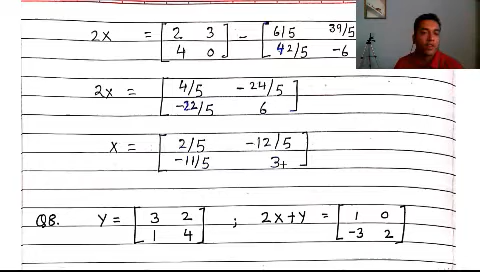 2x = [ 2 3 ] - [ 6/5 39/5
4 0 42/5 -6
2x = [ 4/5 -24/5 ]
-22/5 6
x = [ 2/5 -12/5 ]
-11/5 3+
Q8. Y = [ 3 2 ] ; 2x+Y = [ 1 0 ]
1 4 -3 2